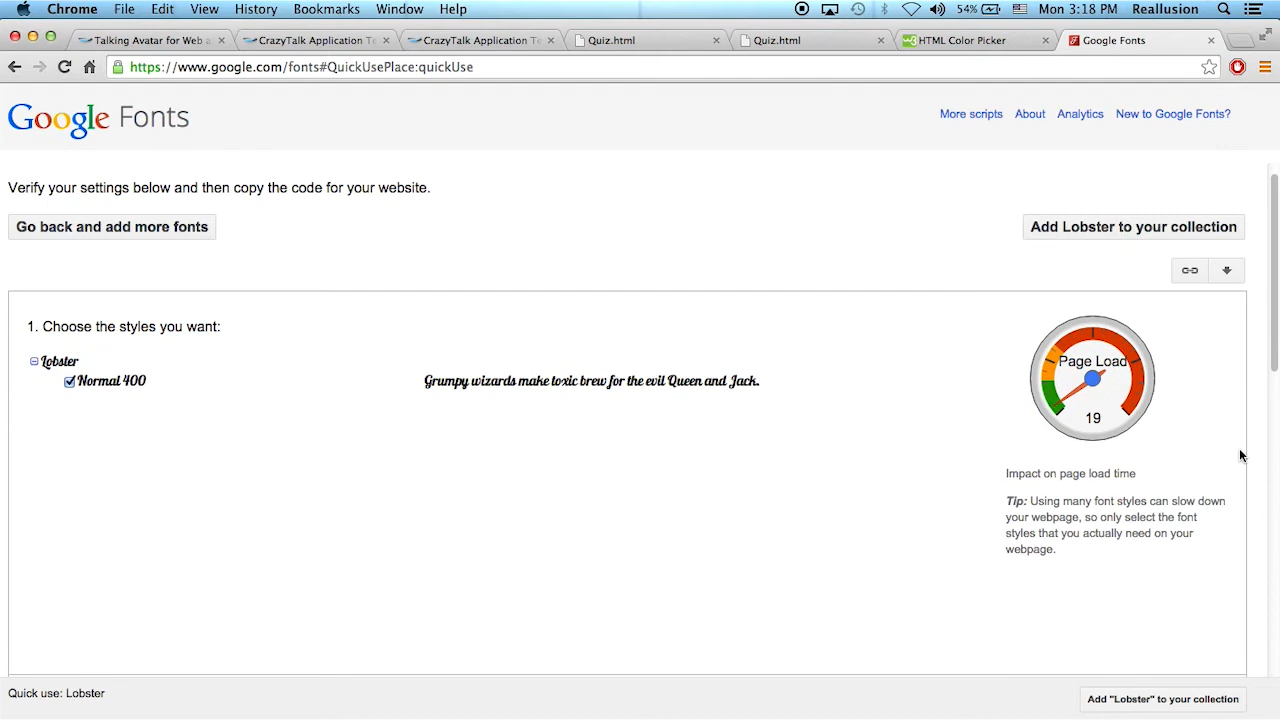 Chrome File Edit View History Bookmarks Window Help 54% Mon 3:18 PM Reallusion
Talking Avatar for Web a CrazyTalk Application Te CrazyTalk Application Te Quiz.html Quiz.html HTML Color Picker Google Fonts
https://www.google.com/fonts#QuickUsePlace:quickUse
Google Fonts
More scripts About Analytics New to Google Fonts?
Verify your settings below and then copy the code for your website.
Go back and add more fonts
Add Lobster to your collection
1. Choose the styles you want:
Lobster
Normal 400
Grumpy wizards make toxic brew for the evil Queen and Jack.
Page Load
19
Impact on page load time
Tip: Using many font styles can slow down
your webpage, so only select the font
styles that you actually need on your
webpage.
Quick use: Lobster
Add "Lobster" to your collection